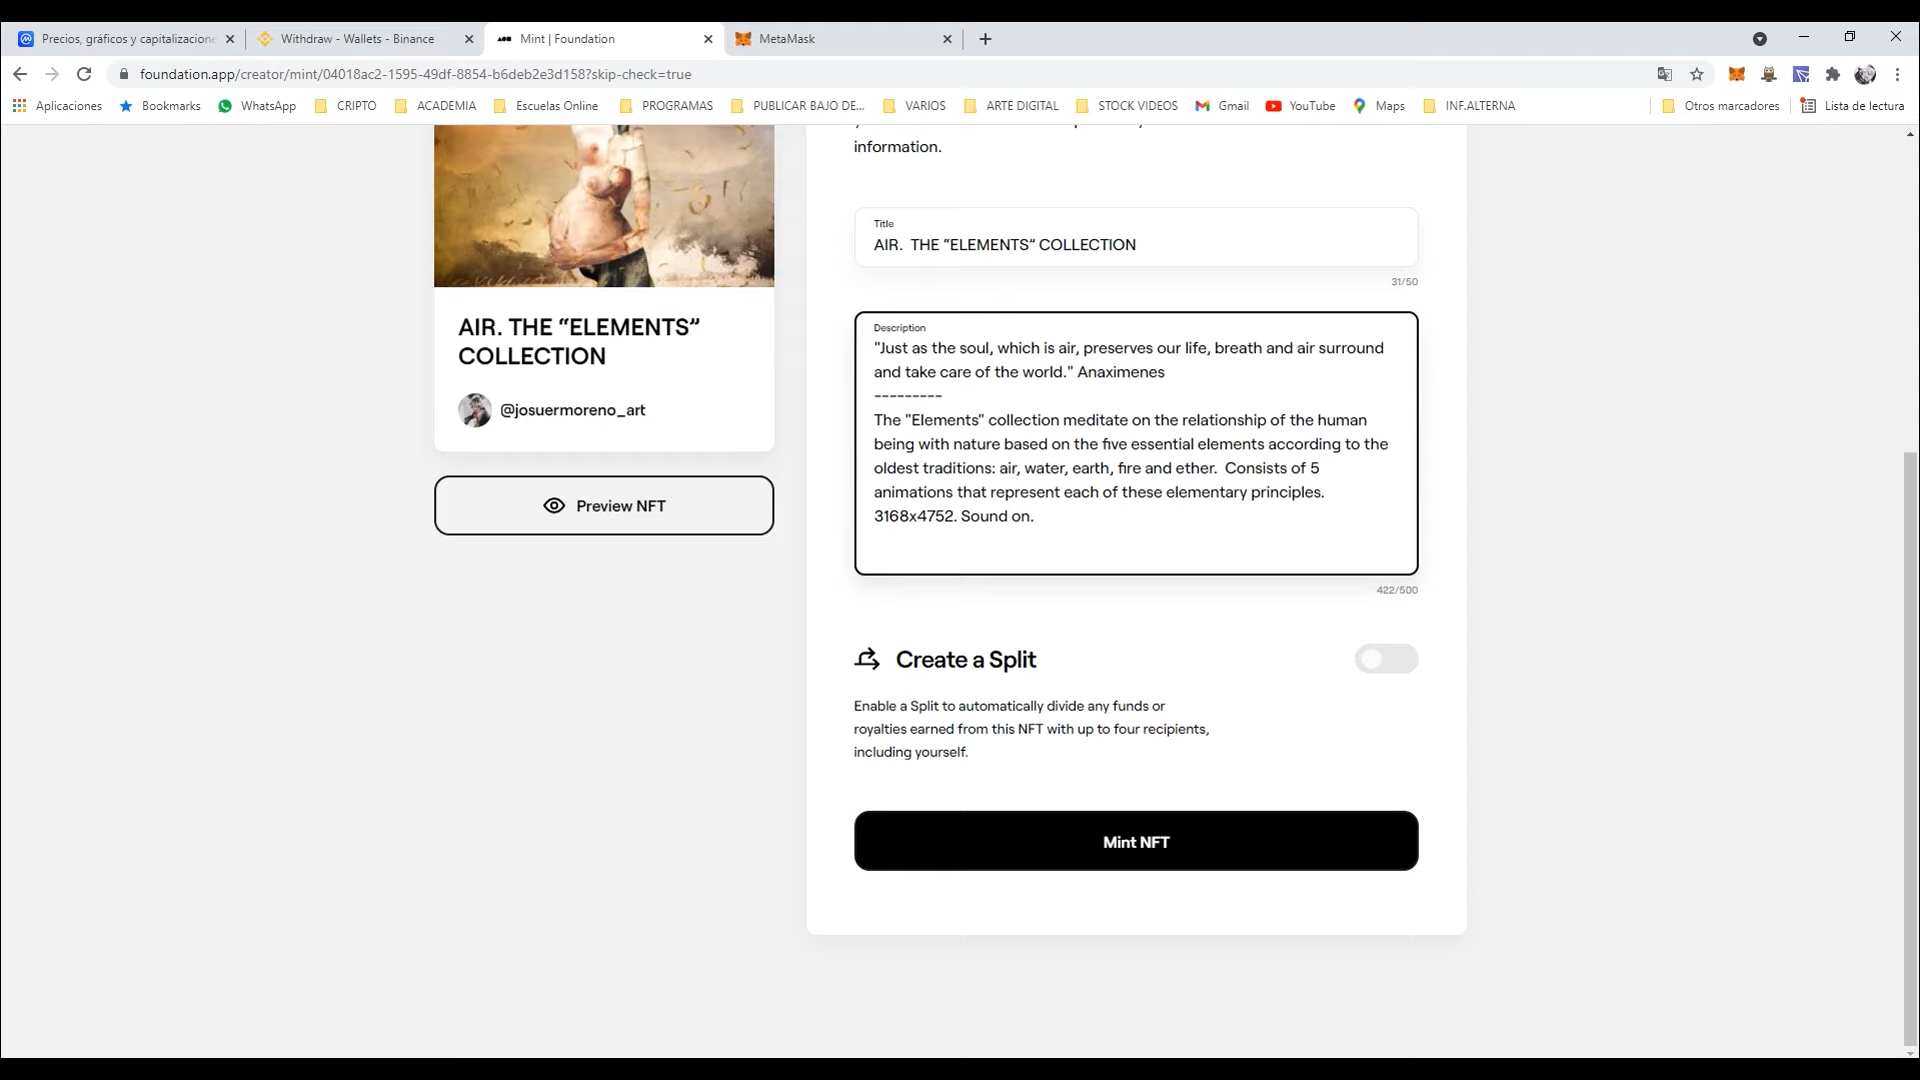 Precios, gráficos y capitalizacione
Withdraw - Wallets - Binance
Mint | Foundation
MetaMask
foundation.app/creator/mint/04018ac2-1595-49df-8854-b6deb2e3d158?skip-check=true
Aplicaciones
Bookmarks
WhatsApp
CRIPTO
ACADEMIA
Escuelas Online
PROGRAMAS
PUBLICAR BAJO DE...
VARIOS
ARTE DIGITAL
STOCK VIDEOS
Gmail
YouTube
Maps
INF.ALTERNA
Otros marcadores
Lista de lectura
information.
Title
AIR.  THE “ELEMENTS” COLLECTION
31/50
AIR. THE “ELEMENTS”
COLLECTION
@josuermoreno_art
Preview NFT
Description
"Just as the soul, which is air, preserves our life, breath and air surround
and take care of the world." Anaximenes
---------
The "Elements" collection meditate on the relationship of the human
being with nature based on the five essential elements according to the
oldest traditions: air, water, earth, fire and ether.  Consists of 5
animations that represent each of these elementary principles.
3168x4752. Sound on.
422/500
Create a Split
Enable a Split to automatically divide any funds or
royalties earned from this NFT with up to four recipients,
including yourself.
Mint NFT